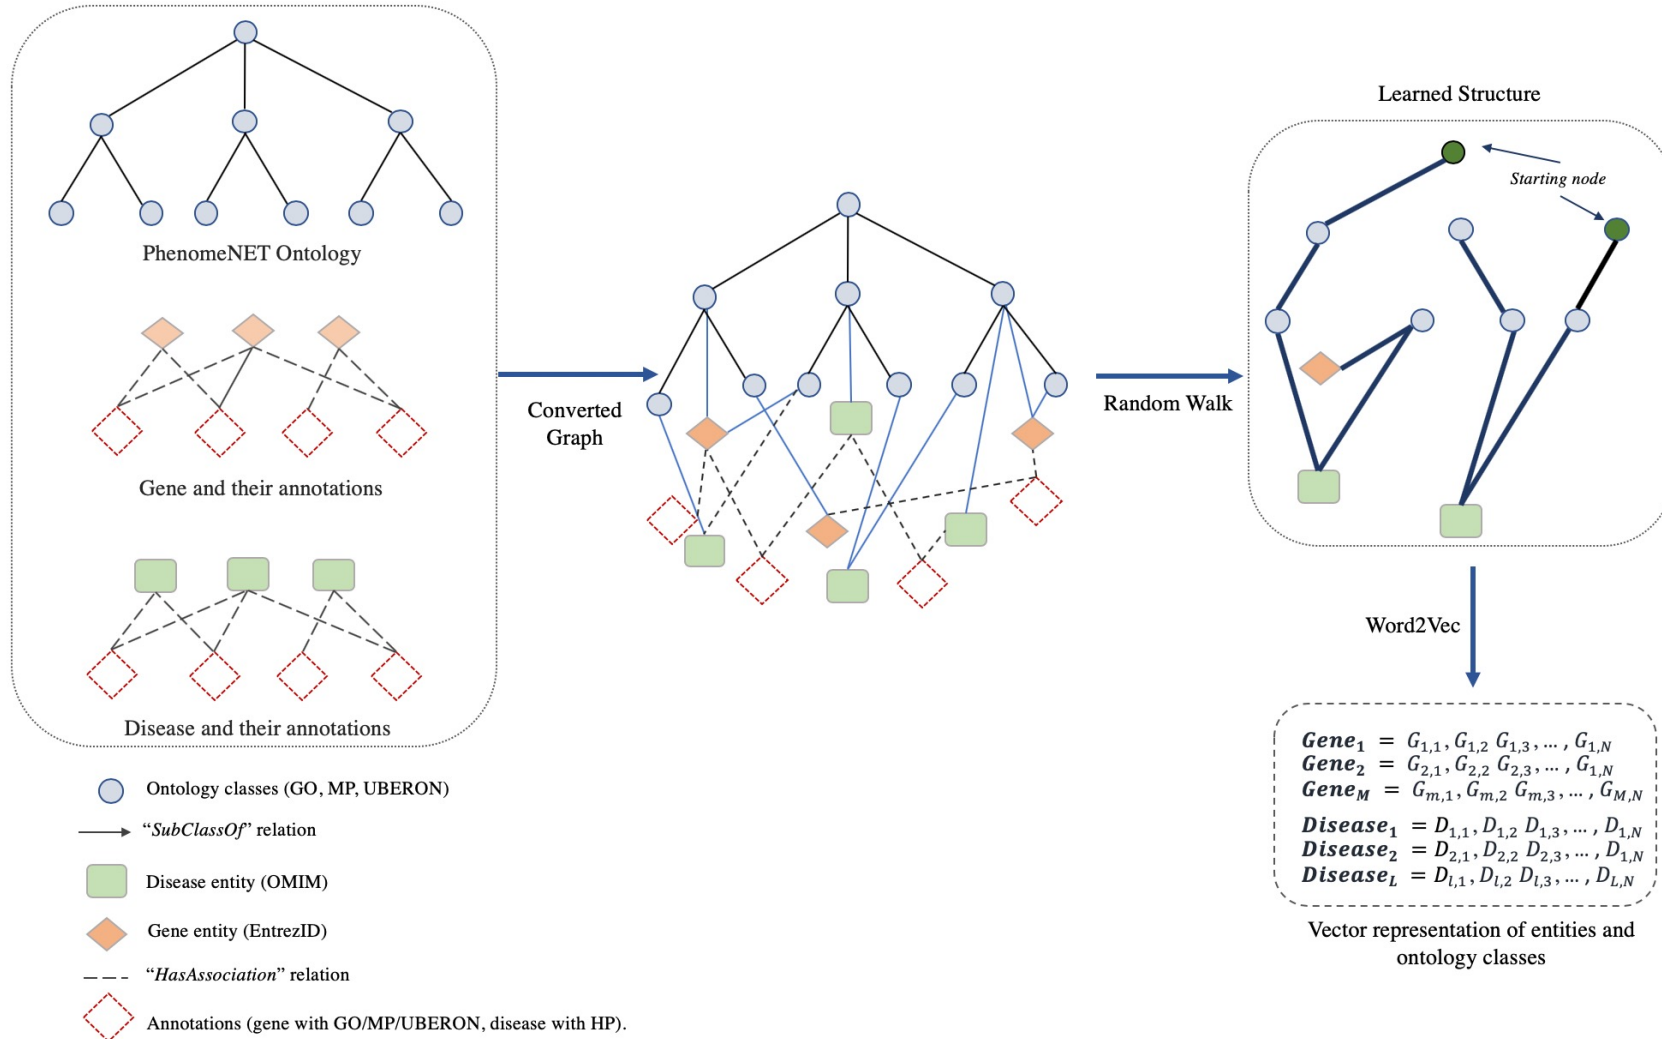 PhenomeNET Ontology
Gene and their annotations
Disease and their annotations
Ontology classes (GO, MP, UBERON)
“SubClassOf” relation
Disease entity (OMIM)
Gene entity (EntrezID)
“HasAssociation” relation
Annotations (gene with GO/MP/UBERON, disease with HP).
Converted
Graph
Random Walk
Learned Structure
Starting node
Word2Vec
Gene₁ = G₁,₁, G₁,₂ G₁,₃, ... , G₁,N
Gene₂ = G₂,₁, G₂,₂ G₂,₃, ... , G₁,N
Gene_M = G_m,1, G_m,2 G_m,3, ... , G_M,N
Disease₁ = D₁,₁, D₁,₂ D₁,₃, ... , D₁,N
Disease₂ = D₂,₁, D₂,₂ D₂,₃, ... , D₁,N
Disease_L = D_l,1, D_l,2 D_l,3, ... , D_L,N
Vector representation of entities and
ontology classes